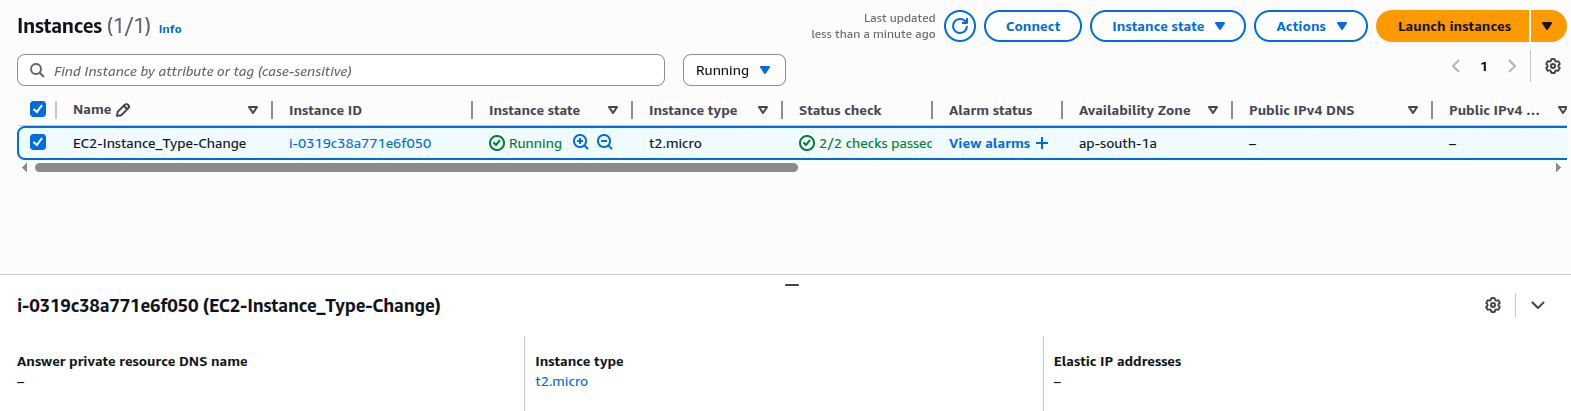 Instances (1/1) Info
Last updated
less than a minute ago
Connect
Instance state
Actions
Launch instances
Find Instance by attribute or tag (case-sensitive)
Running
1
Name Instance ID Instance state Instance type Status check Alarm status Availability Zone Public IPv4 DNS Public IPv4 ...
EC2-Instance_Type-Change i-0319c38a771e6f050 Running t2.micro 2/2 checks passec View alarms + ap-south-1a – –
i-0319c38a771e6f050 (EC2-Instance_Type-Change)
Answer private resource DNS name Instance type Elastic IP addresses
– t2.micro –